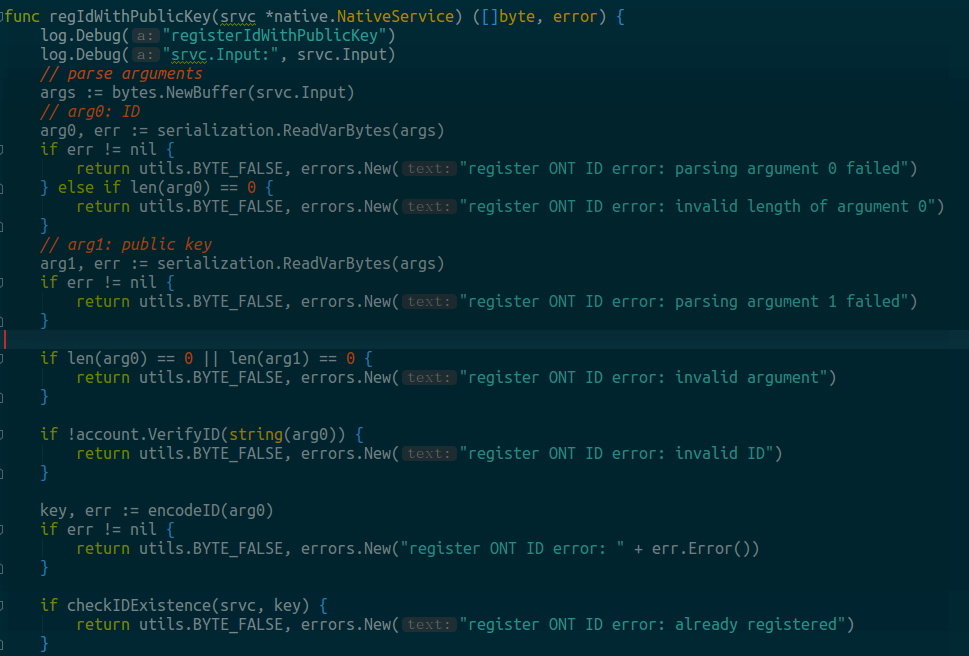 func regIdWithPublicKey(srvc *native.NativeService) ([]byte, error) {
    log.Debug( a: "registerIdWithPublicKey")
    log.Debug( a: "srvc.Input:", srvc.Input)
    // parse arguments
    args := bytes.NewBuffer(srvc.Input)
    // arg0: ID
    arg0, err := serialization.ReadVarBytes(args)
    if err != nil {
        return utils.BYTE_FALSE, errors.New( text: "register ONT ID error: parsing argument 0 failed")
    } else if len(arg0) == 0 {
        return utils.BYTE_FALSE, errors.New( text: "register ONT ID error: invalid length of argument 0")
    }
    // arg1: public key
    arg1, err := serialization.ReadVarBytes(args)
    if err != nil {
        return utils.BYTE_FALSE, errors.New( text: "register ONT ID error: parsing argument 1 failed")
    }
    if len(arg0) == 0 || len(arg1) == 0 {
        return utils.BYTE_FALSE, errors.New( text: "register ONT ID error: invalid argument")
    }
    if !account.VerifyID(string(arg0)) {
        return utils.BYTE_FALSE, errors.New( text: "register ONT ID error: invalid ID")
    }
    key, err := encodeID(arg0)
    if err != nil {
        return utils.BYTE_FALSE, errors.New("register ONT ID error: " + err.Error())
    }
    if checkIDExistence(srvc, key) {
        return utils.BYTE_FALSE, errors.New( text: "register ONT ID error: already registered")
    }